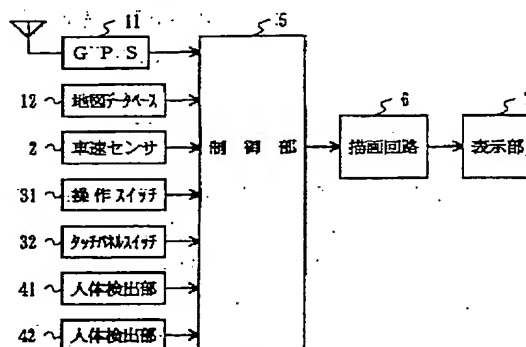 11
G P S
5
12
地図データベース
2
車速センサ
31
操作スイッチ
32
タッチパネルスイッチ
41
人体検出部
42
人体検出部
制御部
6
描画回路
表示部